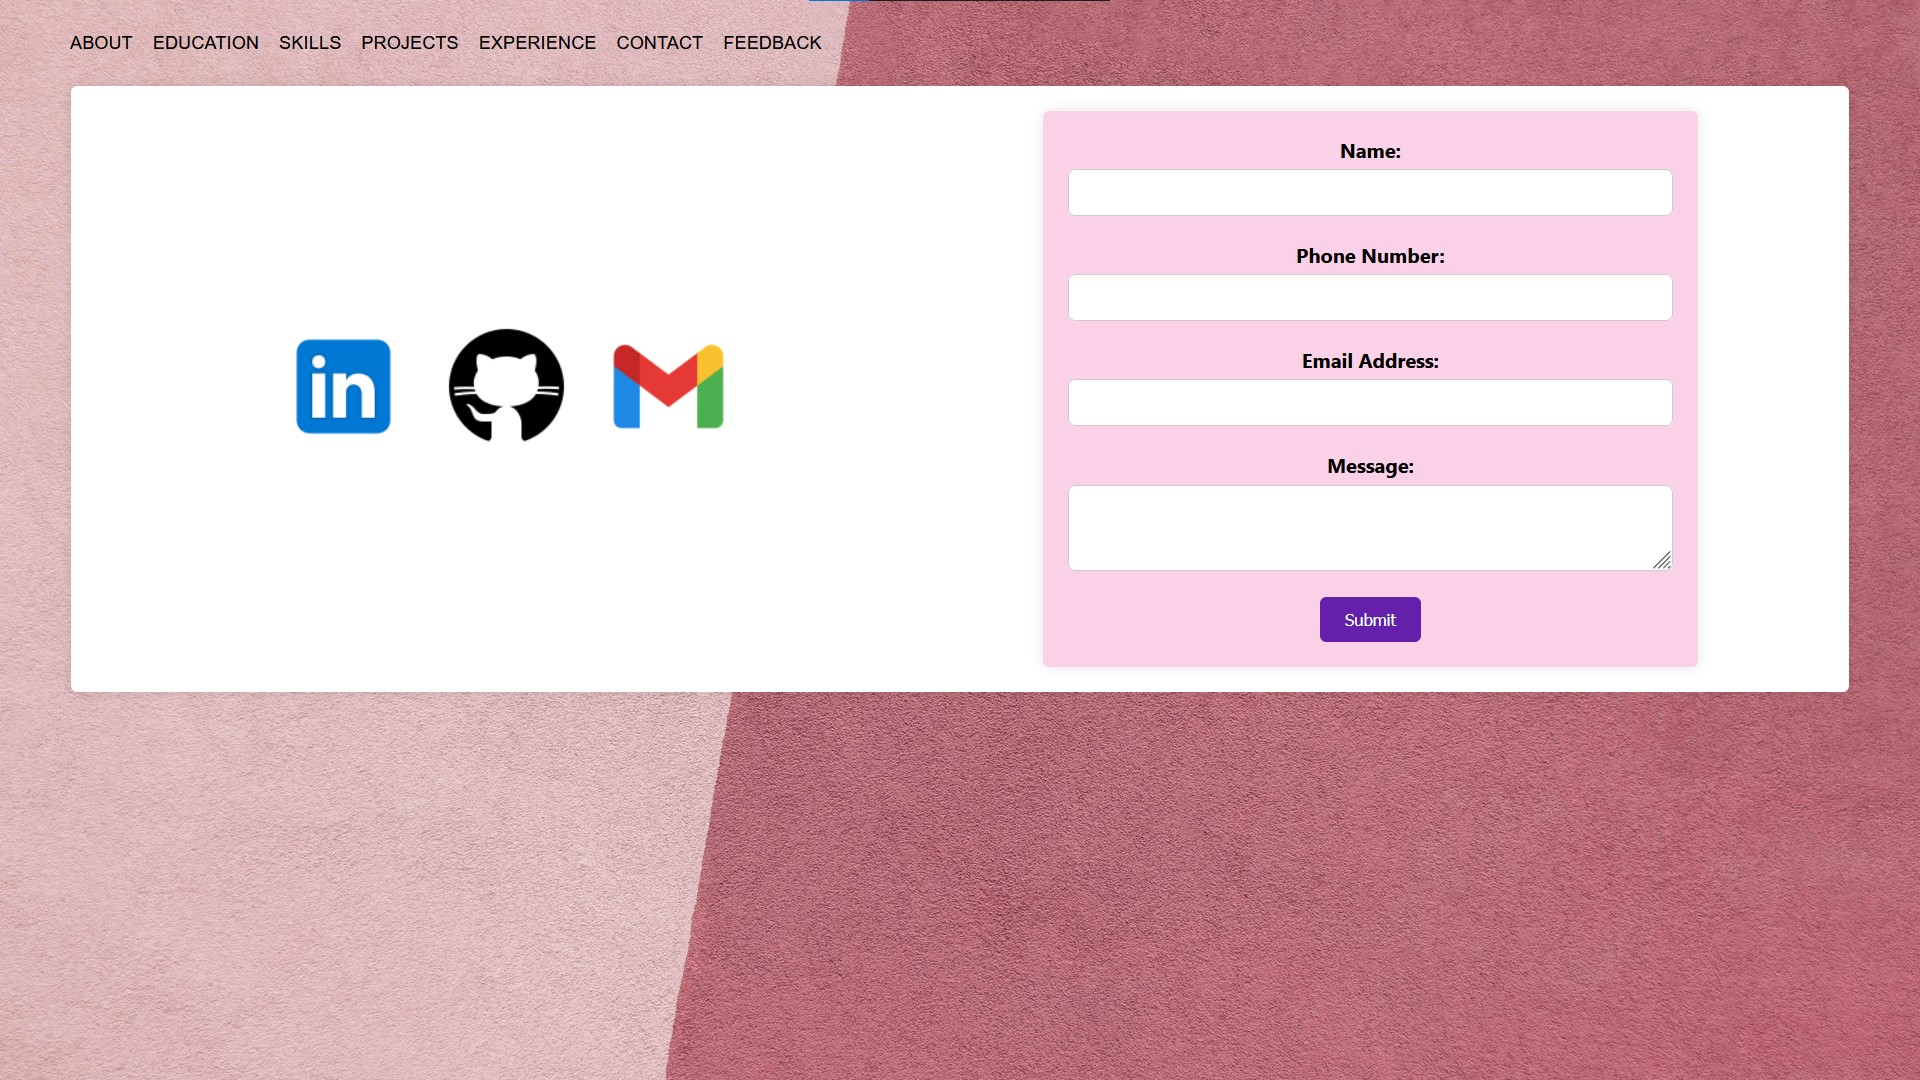 ABOUT EDUCATION SKILLS PROJECTS EXPERIENCE CONTACT FEEDBACK
in
Name:
Phone Number:
Email Address:
Message:
Submit